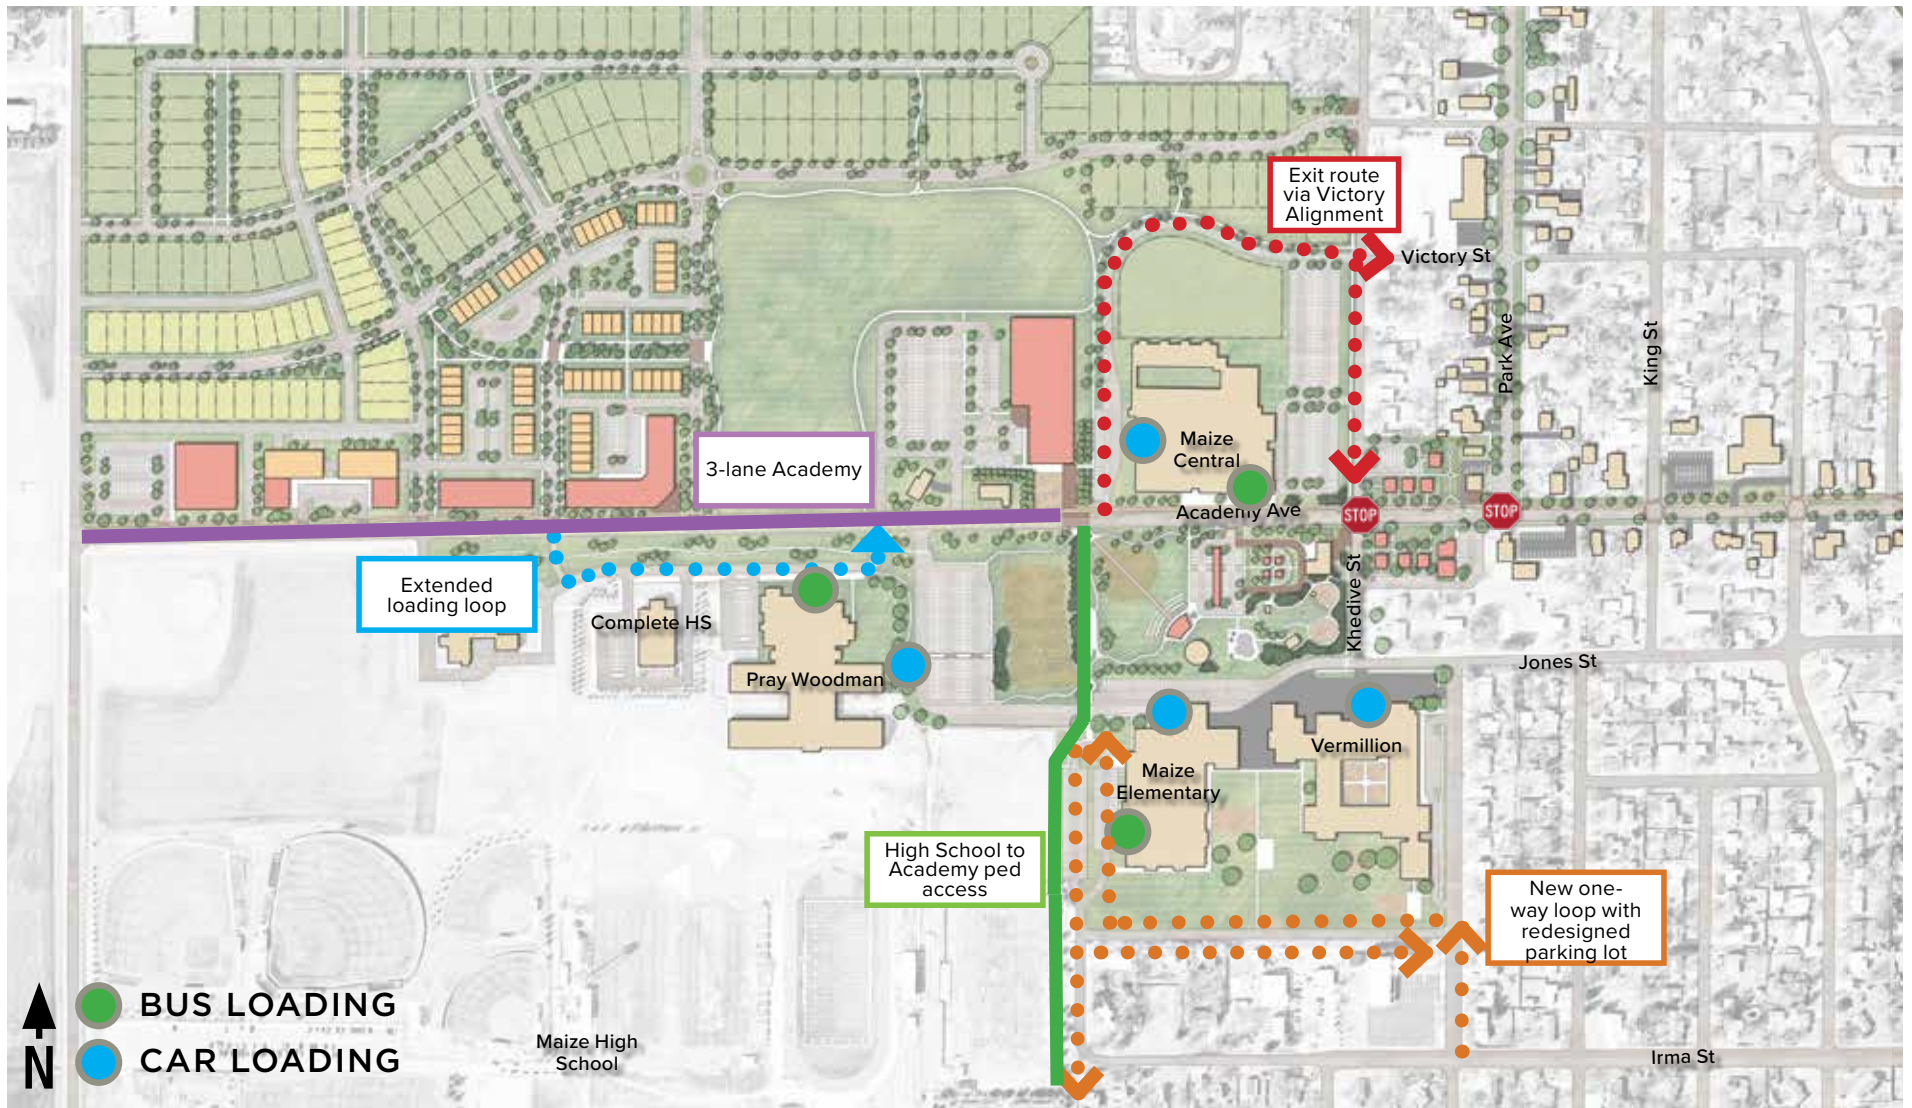 Exit route
via Victory
Alignment
Victory St
Park Ave
King St
3-lane Academy
Maize
Central
Academy Ave
STOP
STOP
Extended
loading loop
Complete HS
Khedive St
Pray Woodman
Jones St
Vermillion
Maize
Elementary
High School to
Academy ped
access
New one-
way loop with
redesigned
parking lot
BUS LOADING
CAR LOADING
N
Maize High
School
Irma St